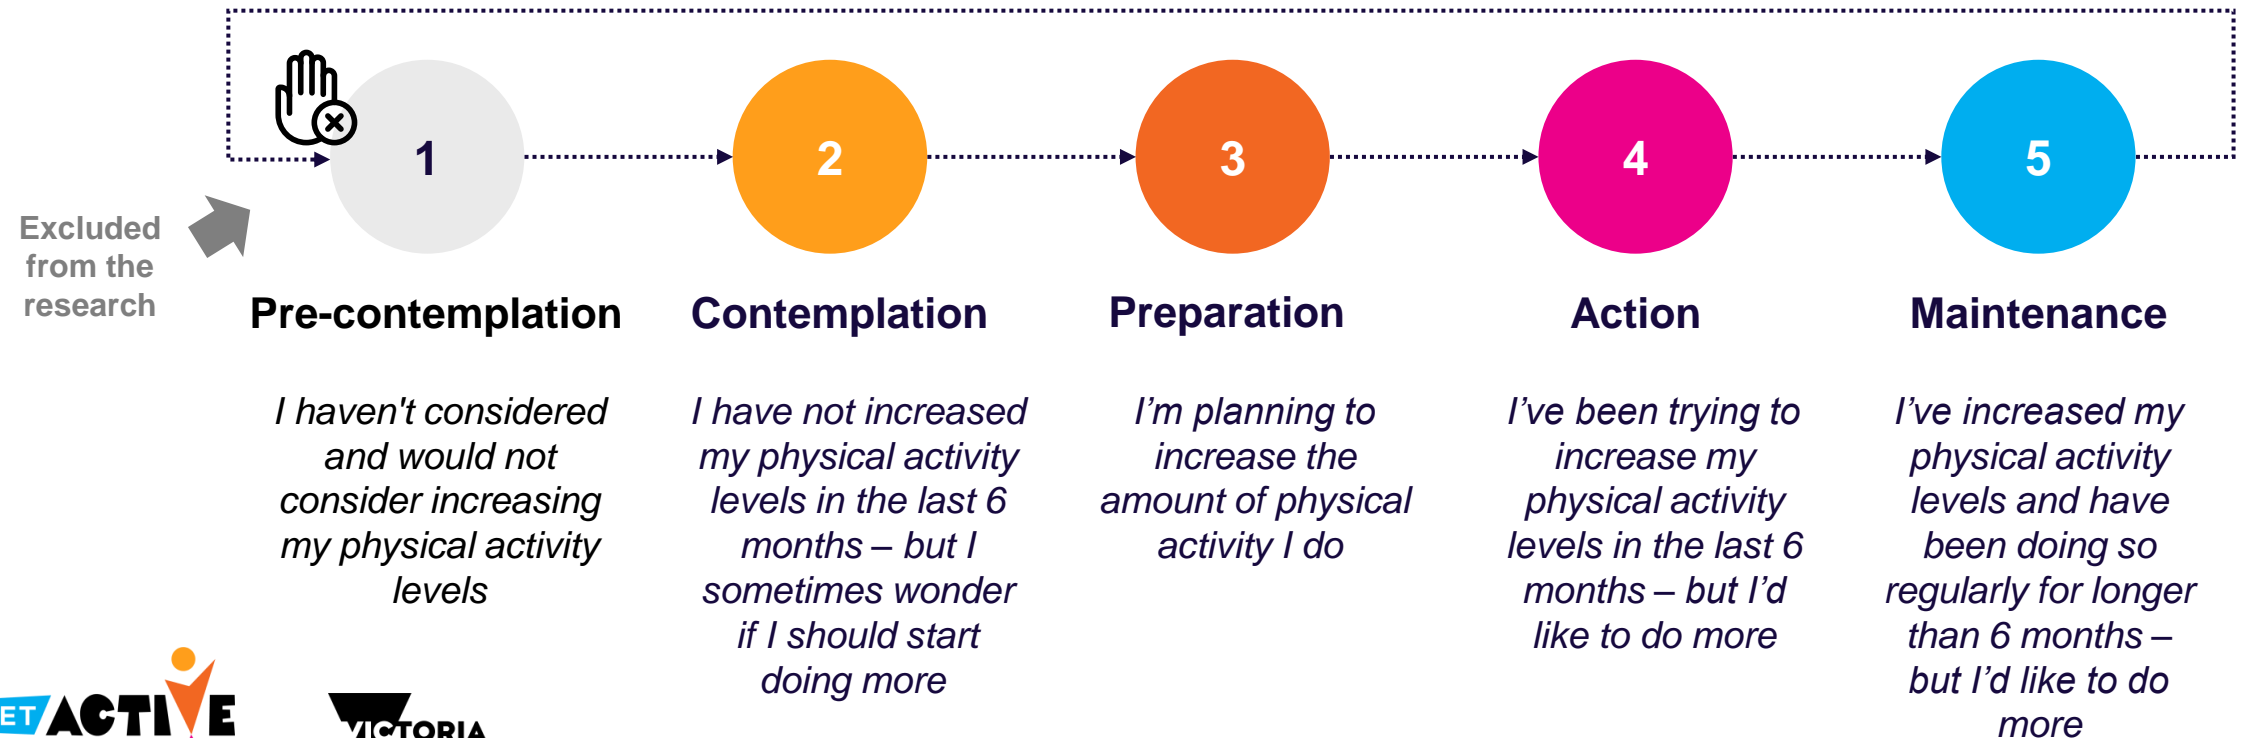 1
2
3
4
5
Excluded
from the
research
Pre-contemplation
I haven't considered
and would not
consider increasing
my physical activity
levels
Contemplation
I have not increased
my physical activity
levels in the last 6
months – but I
sometimes wonder
if I should start
doing more
Preparation
I’m planning to
increase the
amount of physical
activity I do
Action
I’ve been trying to
increase my
physical activity
levels in the last 6
months – but I’d
like to do more
Maintenance
I’ve increased my
physical activity
levels and have
been doing so
regularly for longer
than 6 months –
but I’d like to do
more
ET ACTIVE
VICTORIA